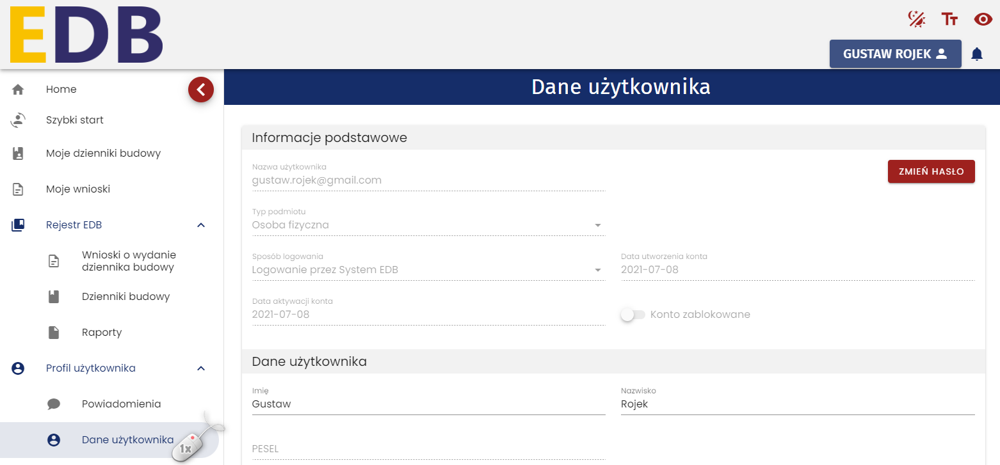 EDB
GUSTAW ROJEK
Home
Szybki start
Moje dzienniki budowy
Moje wnioski
Rejestr EDB
Wnioski o wydanie
dziennika budowy
Dzienniki budowy
Raporty
Profil użytkownika
Powiadomienia
Dane użytkownika
1x
Dane użytkownika
Informacje podstawowe
Nazwa użytkownika
gustaw.rojek@gmail.com
ZMIEŃ HASŁO
Typ podmiotu
Osoba fizyczna
Sposób logowania
Logowanie przez System EDB
Data utworzenia konta
2021-07-08
Data aktywacji konta
2021-07-08
Konto zablokowane
Dane użytkownika
Imię
Gustaw
Nazwisko
Rojek
PESEL